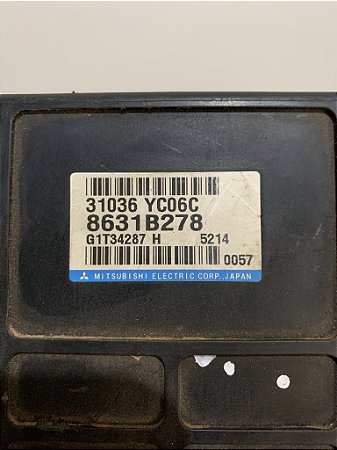 31036 YC06C
8631B278
G1T34287 H 5214
0057
MITSUBISHI ELECTRIC CORP., JAPAN